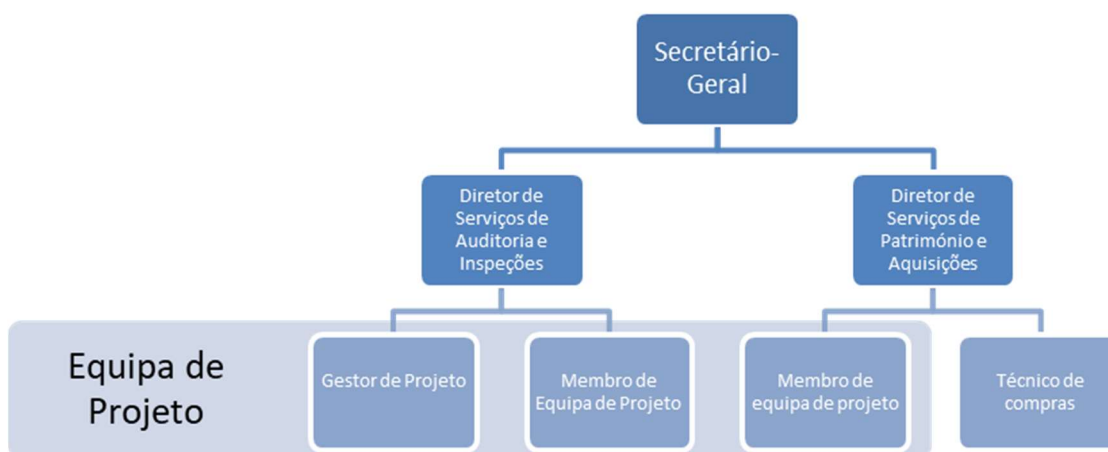 Secretário-
Geral
Diretor de
Serviços de
Auditoria e
Inspeções
Diretor de
Serviços de
Património e
Aquisições
Equipa de
Projeto
Gestor de Projeto
Membro de
Equipa de Projeto
Membro de
equipa de projeto
Técnico de
compras